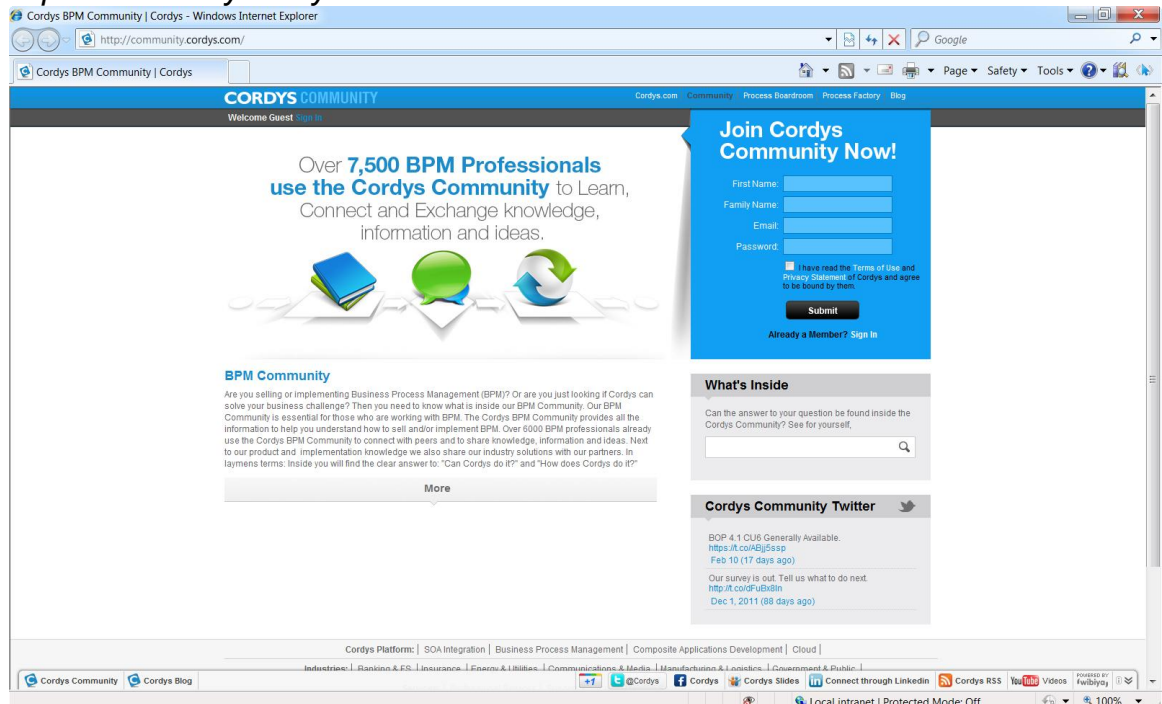 Cordys BPM Community | Cordys - Windows Internet Explorer
http://community.cordys.com/
Google
Cordys BPM Community | Cordys
Page Safety Tools
CORDYS COMMUNITY
Cordys.com Community Process Boardroom Process Factory Blog
Welcome Guest Sign In
Over 7,500 BPM Professionals
use the Cordys Community to Learn,
Connect and Exchange knowledge,
information and ideas.
Join Cordys
Community Now!
First Name:
Family Name:
Email:
Password:
I have read the Terms of Use and
Privacy Statement of Cordys and agree
to be bound by them.
Submit
Already a Member? Sign In
BPM Community
Are you selling or implementing Business Process Management (BPM)? Or are you just looking if Cordys can
solve your business challenge? Then you need to know what is inside our BPM Community. Our BPM
Community is essential for those who are working with BPM. The Cordys BPM Community provides all the
information to help you understand how to sell and/or implement BPM. Over 6000 BPM professionals already
use the Cordys BPM Community to connect with peers and to share knowledge, information and ideas. Next
to our product and implementation knowledge we also share our industry solutions with our partners. In
laymens terms: Inside you will find the clear answer to: "Can Cordys do it?" and "How does Cordys do it?"
More
What's Inside
Can the answer to your question be found inside the
Cordys Community? See for yourself,
Cordys Community Twitter
BOP 4.1 CU6 Generally Available.
https://t.co/ABjj5ssp
Feb 10 (17 days ago)
Our survey is out. Tell us what to do next.
http://t.co/dFuBx8In
Dec 1, 2011 (88 days ago)
Cordys Platform: | SOA Integration | Business Process Management | Composite Applications Development | Cloud |
Industries: | Banking & FS | Insurance | Energy & Utilities | Communications & Media | Manufacturing & Logistics | Government & Public |
Cordys Community Cordys Blog +1 @Cordys Cordys Cordys Slides Connect through Linkedin Cordys RSS YouTube Videos POWERED BY wibiya
Local intranet | Protected Mode: Off 100%